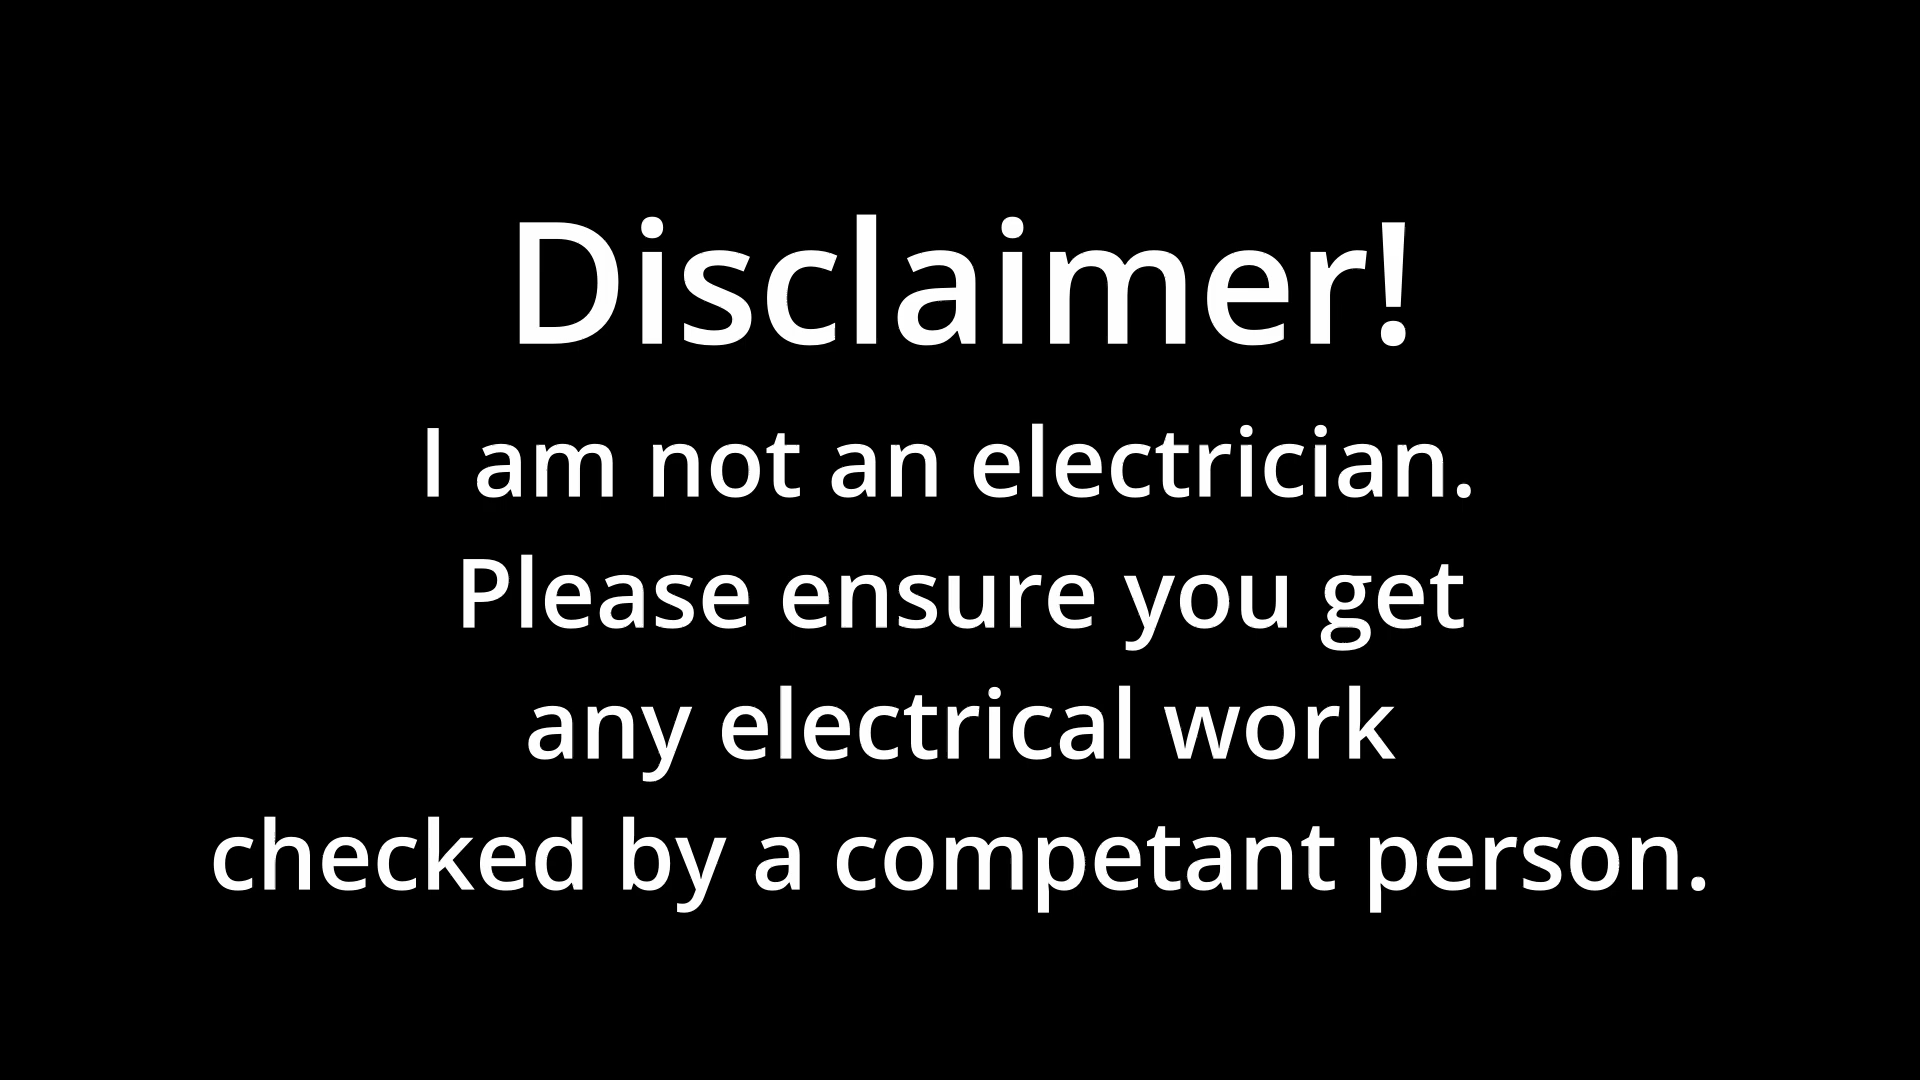 Disclaimer!
I am not an electrician.
Please ensure you get
any electrical work
checked by a competant person.